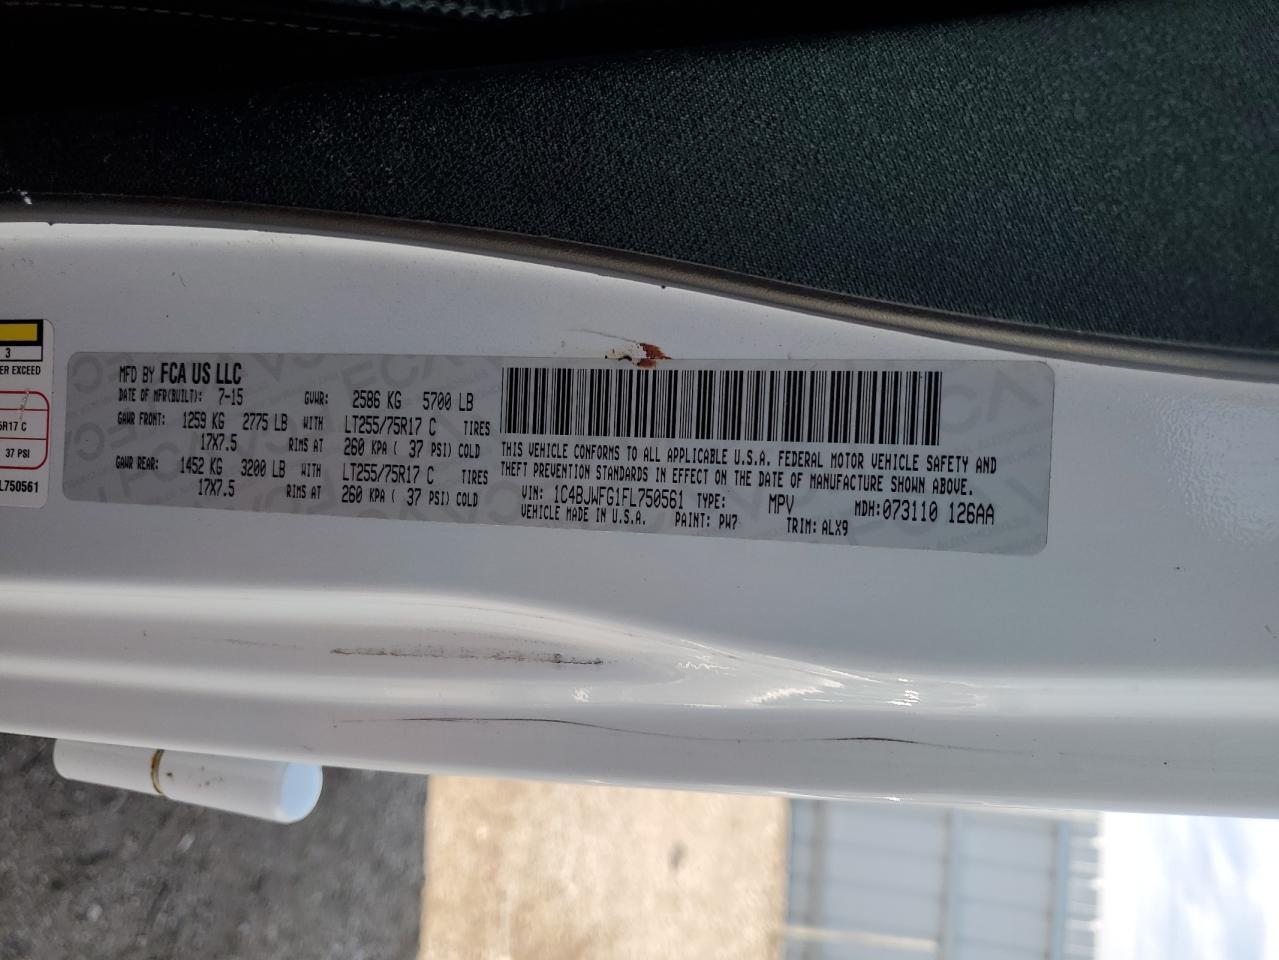 3
ER EXCEED
5R17 C
37 PSI
L750561
MFD BY FCA US LLC
DATE OF MFR(BUILT): 7-15 GVWR: 2586 KG 5700 LB
GAWR FRONT: 1259 KG 2775 LB WITH LT255/75R17 C TIRES
17X7.5 RIMS AT 260 KPA ( 37 PSI) COLD
GAWR REAR: 1452 KG 3200 LB WITH LT255/75R17 C TIRES
17X7.5 RIMS AT 260 KPA ( 37 PSI) COLD
THIS VEHICLE CONFORMS TO ALL APPLICABLE U.S.A. FEDERAL MOTOR VEHICLE SAFETY AND
THEFT PREVENTION STANDARDS IN EFFECT ON THE DATE OF MANUFACTURE SHOWN ABOVE.
VIN: 1C4BJWFG1FL750561 TYPE: MPV MDH: 073110 126AA
VEHICLE MADE IN U.S.A. PAINT: PW7 TRIM: ALX9